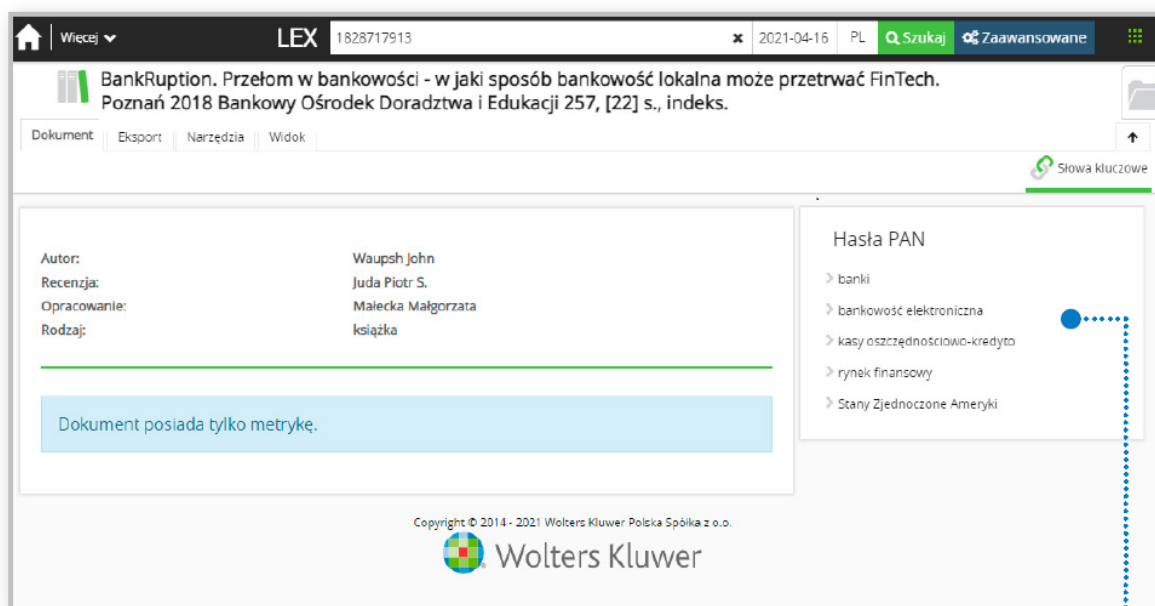 Więcej
LEX
1828717913
2021-04-16
PL
Szukaj
Zaawansowane
BankRuption. Przełom w bankowości - w jaki sposób bankowość lokalna może przetrwać FinTech.
Poznań 2018 Bankowy Ośrodek Doradztwa i Edukacji 257, [22] s., indeks.
Dokument
Eksport
Narzędzia
Widok
Słowa kluczowe
Autor: Waupsh John
Recenzja: Juda Piotr S.
Opracowanie: Małecka Małgorzata
Rodzaj: książka
Dokument posiada tylko metrykę.
Hasła PAN
banki
bankowość elektroniczna
kasy oszczędnościowo-kredyto
rynek finansowy
Stany Zjednoczone Ameryki
Copyright © 2014 - 2021 Wolters Kluwer Polska Spółka z o.o.
Wolters Kluwer